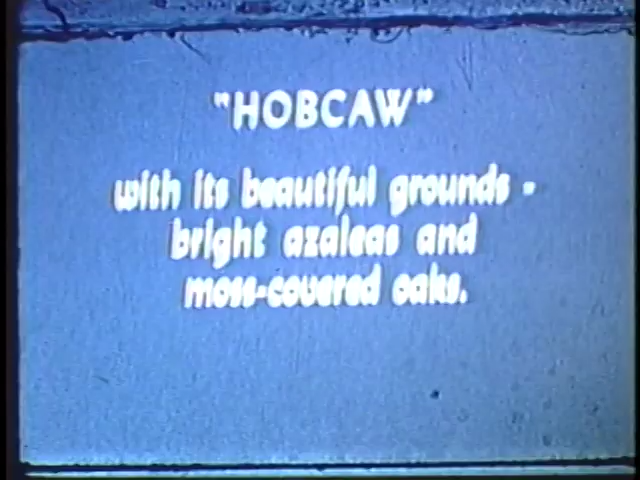 "HOBCAW"
with its beautiful grounds -
bright azaleas and
moss-covered oaks.